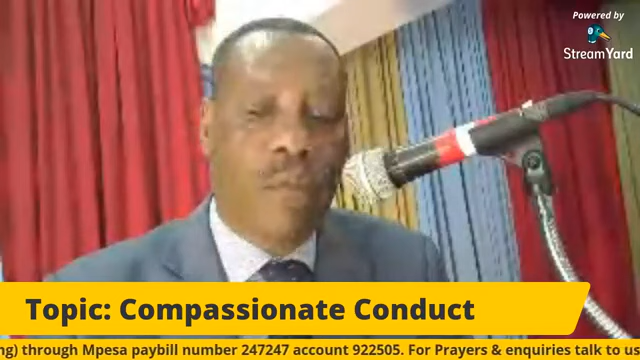 Powered by
StreamYard
Topic: Compassionate Conduct
ng) through Mpesa paybill number 247247 account 922505. For Prayers & enquiries talk to us